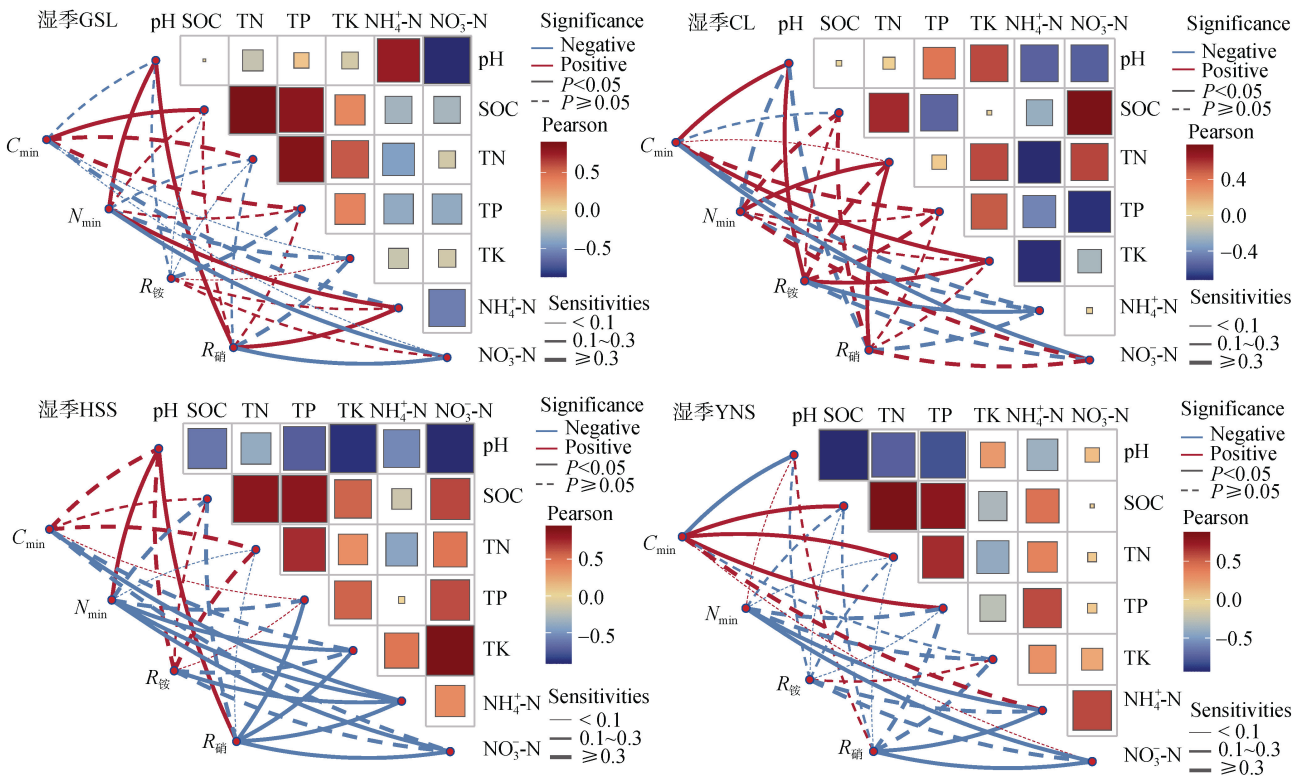 湿季GSL
pH SOC TN TP TK NH₄⁺-N NO₃⁻-N
pH
SOC
TN
TP
TK
NH₄⁺-N
NO₃⁻-N
Cmin
Nmin
R铵
R硝
Significance
Negative
Positive
P<0.05
P≥0.05
Pearson
0.5
0.0
−0.5
Sensitivities
< 0.1
0.1~0.3
≥0.3
湿季CL
pH SOC TN TP TK NH₄⁺-N NO₃⁻-N
pH
SOC
TN
TP
TK
NH₄⁺-N
NO₃⁻-N
Cmin
Nmin
R铵
R硝
Significance
Negative
Positive
P<0.05
P≥0.05
Pearson
0.4
0.0
−0.4
Sensitivities
< 0.1
0.1~0.3
≥0.3
湿季HSS
pH SOC TN TP TK NH₄⁺-N NO₃⁻-N
pH
SOC
TN
TP
TK
NH₄⁺-N
NO₃⁻-N
Cmin
Nmin
R铵
R硝
Significance
Negative
Positive
P<0.05
P≥0.05
Pearson
0.5
0.0
−0.5
Sensitivities
< 0.1
0.1~0.3
≥0.3
湿季YNS
pH SOC TN TP TK NH₄⁺-N NO₃⁻-N
pH
SOC
TN
TP
TK
NH₄⁺-N
NO₃⁻-N
Cmin
Nmin
R铵
R硝
Significance
Negative
Positive
P<0.05
P≥0.05
Pearson
0.5
0.0
−0.5
Sensitivities
< 0.1
0.1~0.3
≥0.3